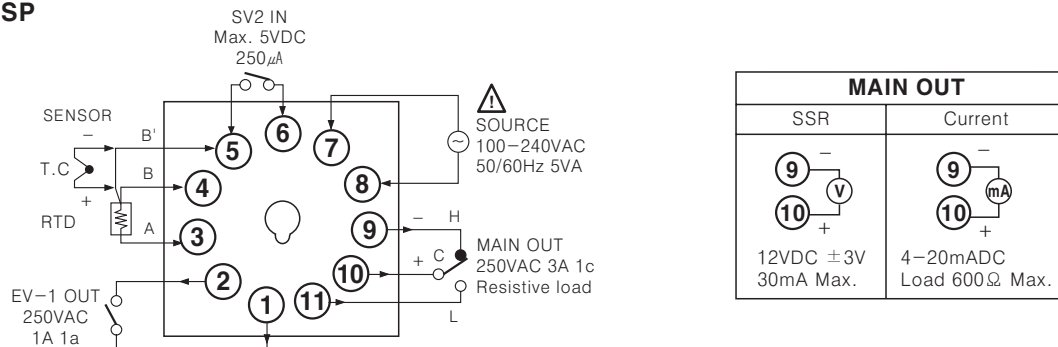 SP
SV2 IN
Max. 5VDC
250㎂
SENSOR
−
B'
T.C
B
+
RTD
A
5
6
7
4
8
3
9
2
10
1
11
SOURCE
100−240VAC
50/60Hz 5VA
−
H
+
C
MAIN OUT
250VAC 3A 1c
Resistive load
L
EV−1 OUT
250VAC
1A 1a
MAIN OUT
SSR
Current
−
9
V
10
+
−
9
mA
10
+
12VDC ±3V
30mA Max.
4−20mADC
Load 600Ω Max.